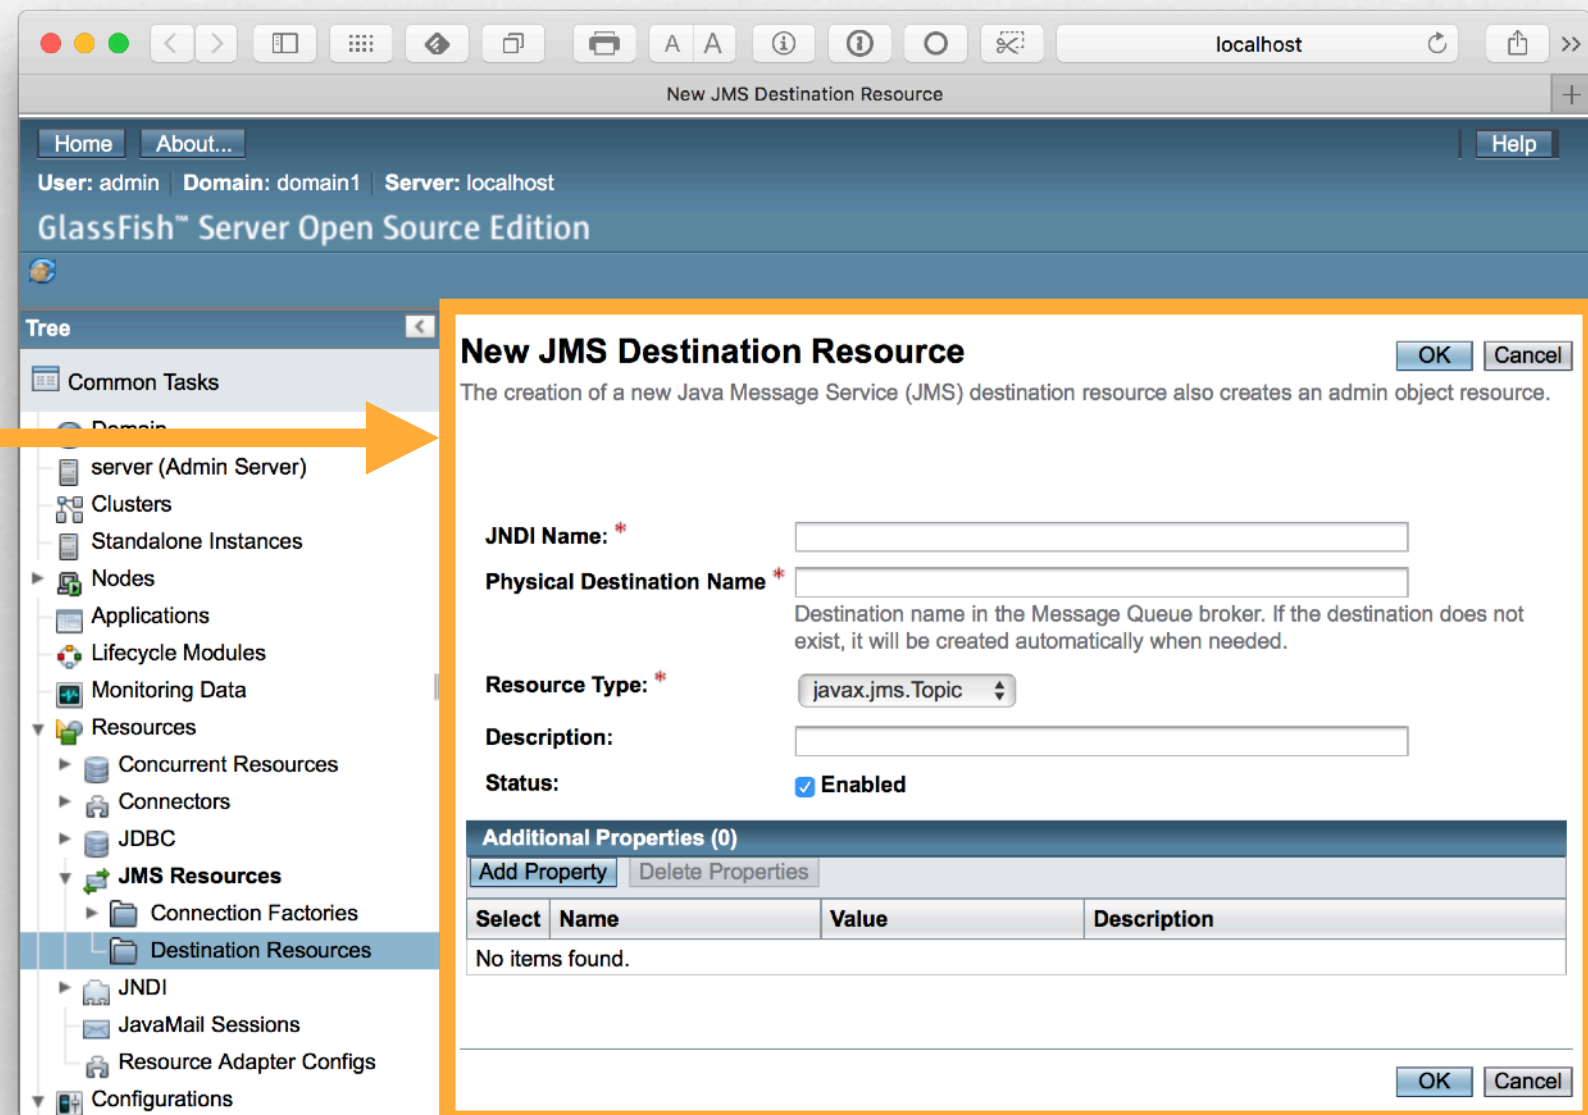 A A
localhost
New JMS Destination Resource
Home About... Help
User: admin Domain: domain1 Server: localhost
GlassFish™ Server Open Source Edition
Tree
Common Tasks
Domain
server (Admin Server)
Clusters
Standalone Instances
Nodes
Applications
Lifecycle Modules
Monitoring Data
Resources
Concurrent Resources
Connectors
JDBC
JMS Resources
Connection Factories
Destination Resources
JNDI
JavaMail Sessions
Resource Adapter Configs
Configurations
New JMS Destination Resource
OK Cancel
The creation of a new Java Message Service (JMS) destination resource also creates an admin object resource.
JNDI Name: *
Physical Destination Name *
Destination name in the Message Queue broker. If the destination does not
exist, it will be created automatically when needed.
Resource Type: * javax.jms.Topic
Description:
Status: Enabled
Additional Properties (0)
Add Property Delete Properties
Select Name Value Description
No items found.
OK Cancel